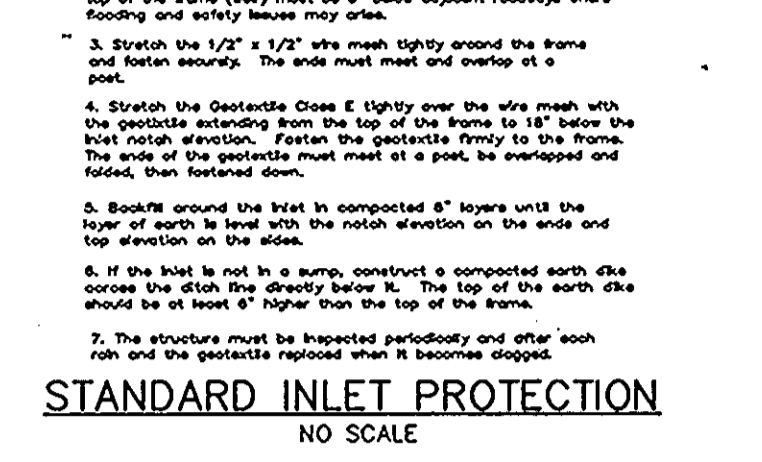 flooding and safety issues may arise.
3. Stretch the 1/2" x 1/2" wire mesh tightly around the frame
and fasten securely. The ends must meet and overlap at a
post.
4. Stretch the Geotextile Class E tightly over the wire mesh with
the geotixtile extending from the top of the frame to 18" below the
inlet notch elevation. Fasten the geotextile firmly to the frame.
The ends of the geotextile must meet at a post, be overlapped and
folded, then fastened down.
5. Backfill around the inlet in compacted 6" layers until the
layer of earth is level with the notch elevation on the ends and
top elevation on the sides.
6. If the inlet is not in a sump, construct a compacted earth dike
across the ditch line directly below it. The top of the earth dike
should be at least 6" higher than the top of the frame.
7. The structure must be inspected periodically and after each
rain and the geotextile replaced when it becomes clogged.
STANDARD INLET PROTECTION
NO SCALE